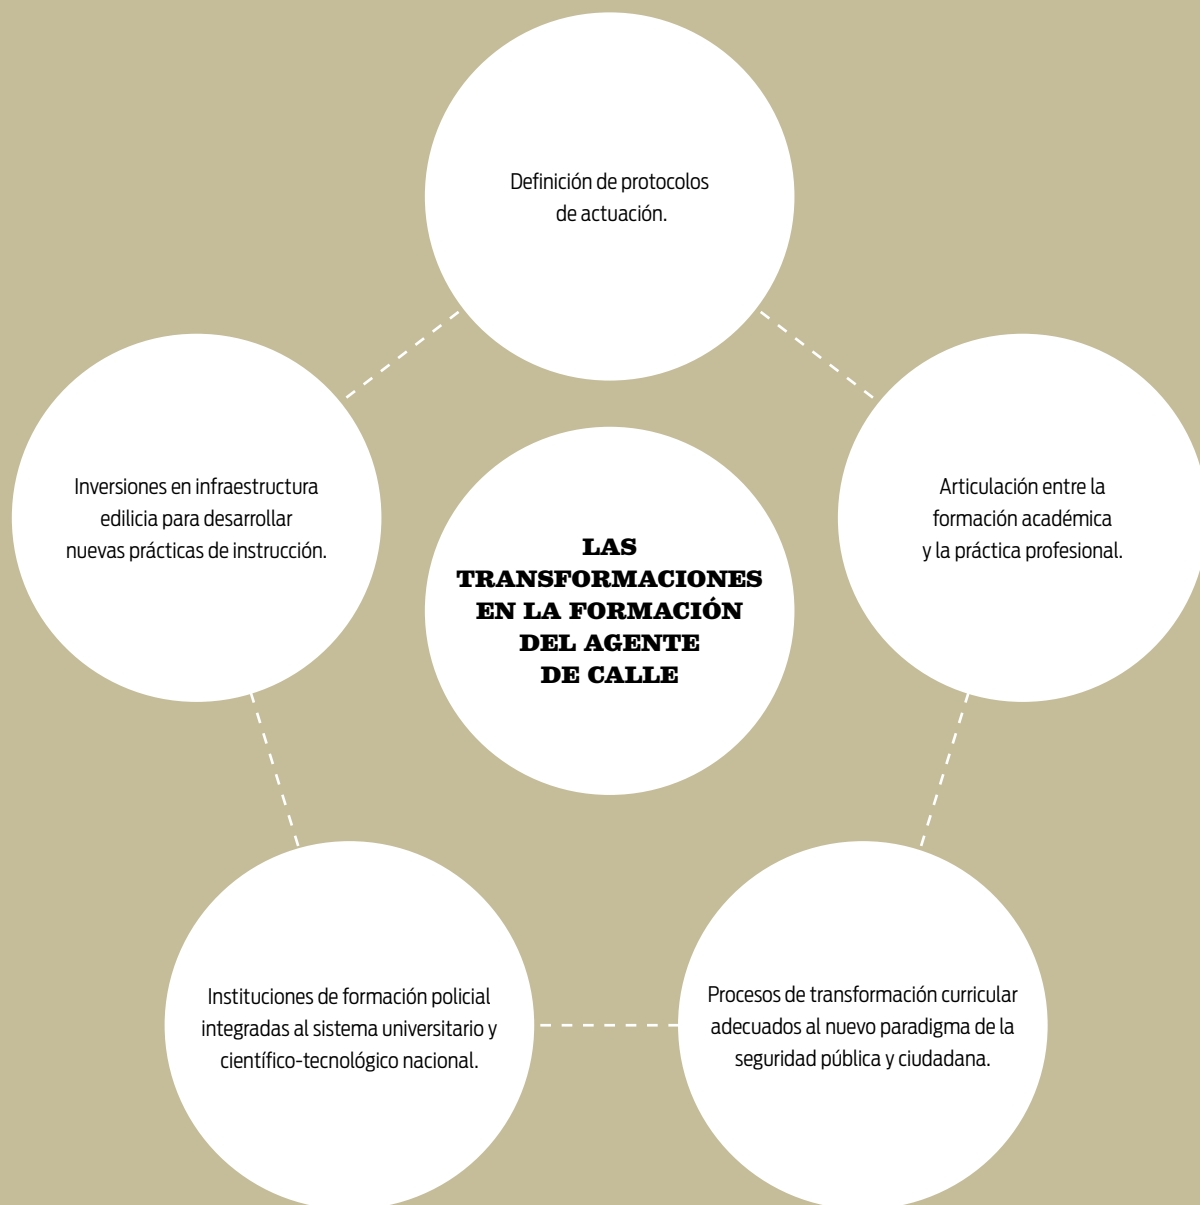 Definición de protocolos
de actuación.
Inversiones en infraestructura
edilicia para desarrollar
nuevas prácticas de instrucción.
Articulación entre la
formación académica
y la práctica profesional.
LAS
TRANSFORMACIONES
EN LA FORMACIÓN
DEL AGENTE
DE CALLE
Instituciones de formación policial
integradas al sistema universitario y
científico-tecnológico nacional.
Procesos de transformación curricular
adecuados al nuevo paradigma de la
seguridad pública y ciudadana.